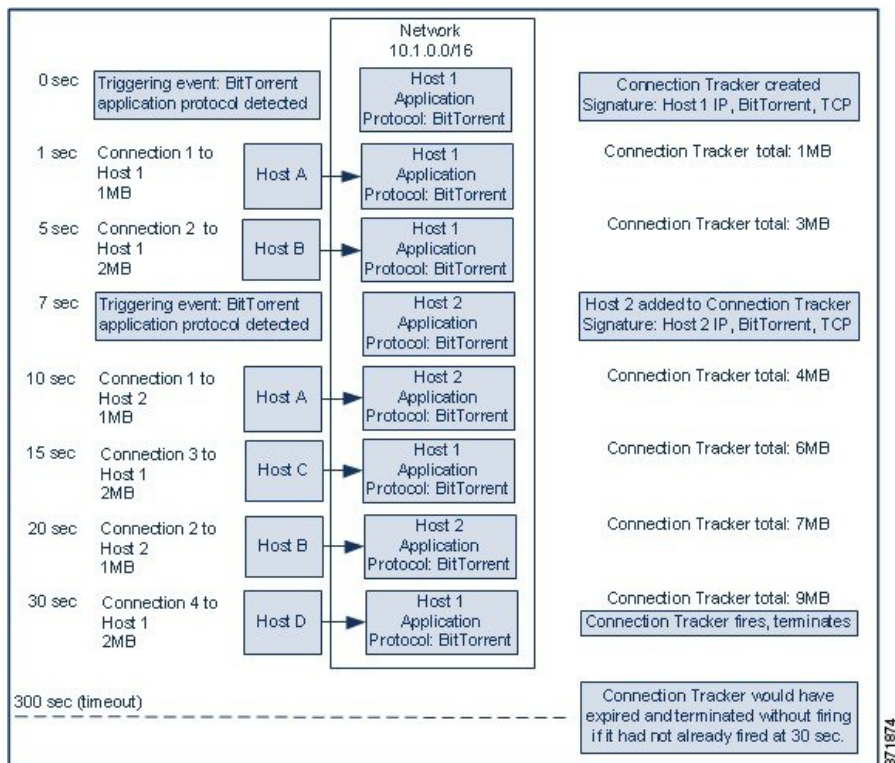 Network
10.1.0.0/16
0 sec
Triggering event: BitTorrent
application protocol detected
Host 1
Application
Protocol: BitTorrent
Connection Tracker created
Signature: Host 1 IP, BitTorrent, TCP
1 sec
Connection 1 to
Host 1
1MB
Host A
Host 1
Application
Protocol: BitTorrent
Connection Tracker total: 1MB
5 sec
Connection 2 to
Host 1
2MB
Host B
Host 1
Application
Protocol: BitTorrent
Connection Tracker total: 3MB
7 sec
Triggering event: BitTorrent
application protocol detected
Host 2
Application
Protocol: BitTorrent
Host 2 added to Connection Tracker
Signature: Host 2 IP, BitTorrent, TCP
10 sec
Connection 1 to
Host 2
1MB
Host A
Host 2
Application
Protocol: BitTorrent
Connection Tracker total: 4MB
15 sec
Connection 3 to
Host 1
2MB
Host C
Host 1
Application
Protocol: BitTorrent
Connection Tracker total: 6MB
20 sec
Connection 2 to
Host 2
1MB
Host B
Host 2
Application
Protocol: BitTorrent
Connection Tracker total: 7MB
30 sec
Connection 4 to
Host 1
2MB
Host D
Host 1
Application
Protocol: BitTorrent
Connection Tracker total: 9MB
Connection Tracker fires, terminates
300 sec (timeout)
Connection Tracker would have
expired and terminated without firing
if it had not already fired at 30 sec.
371874